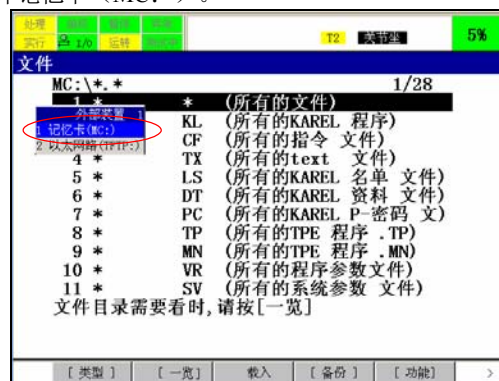 记忆卡(MC: )。
处理
实行 I/O 运转
T2 关节坐 5%
文件
MC:\*.* 1/28
1 * * (所有的文件)
外部装置 1
KL (所有的KAREL 程序)
1 记忆卡(MC:)
CF (所有的指令 文件)
2 以太网路(TFTP:)
4 * TX (所有的text 文件)
5 * LS (所有的KAREL 名单 文件)
6 * DT (所有的KAREL 资料 文件)
7 * PC (所有的KAREL P-密码 文)
8 * TP (所有的TPE 程序 .TP)
9 * MN (所有的TPE 程序 .MN)
10 * VR (所有的程序参数文件)
11 * SV (所有的系统参数 文件)
文件目录需要看时,请按[一览]
[ 类型 ] [ 一览] 载入 [ 备份 ] [ 功能] >